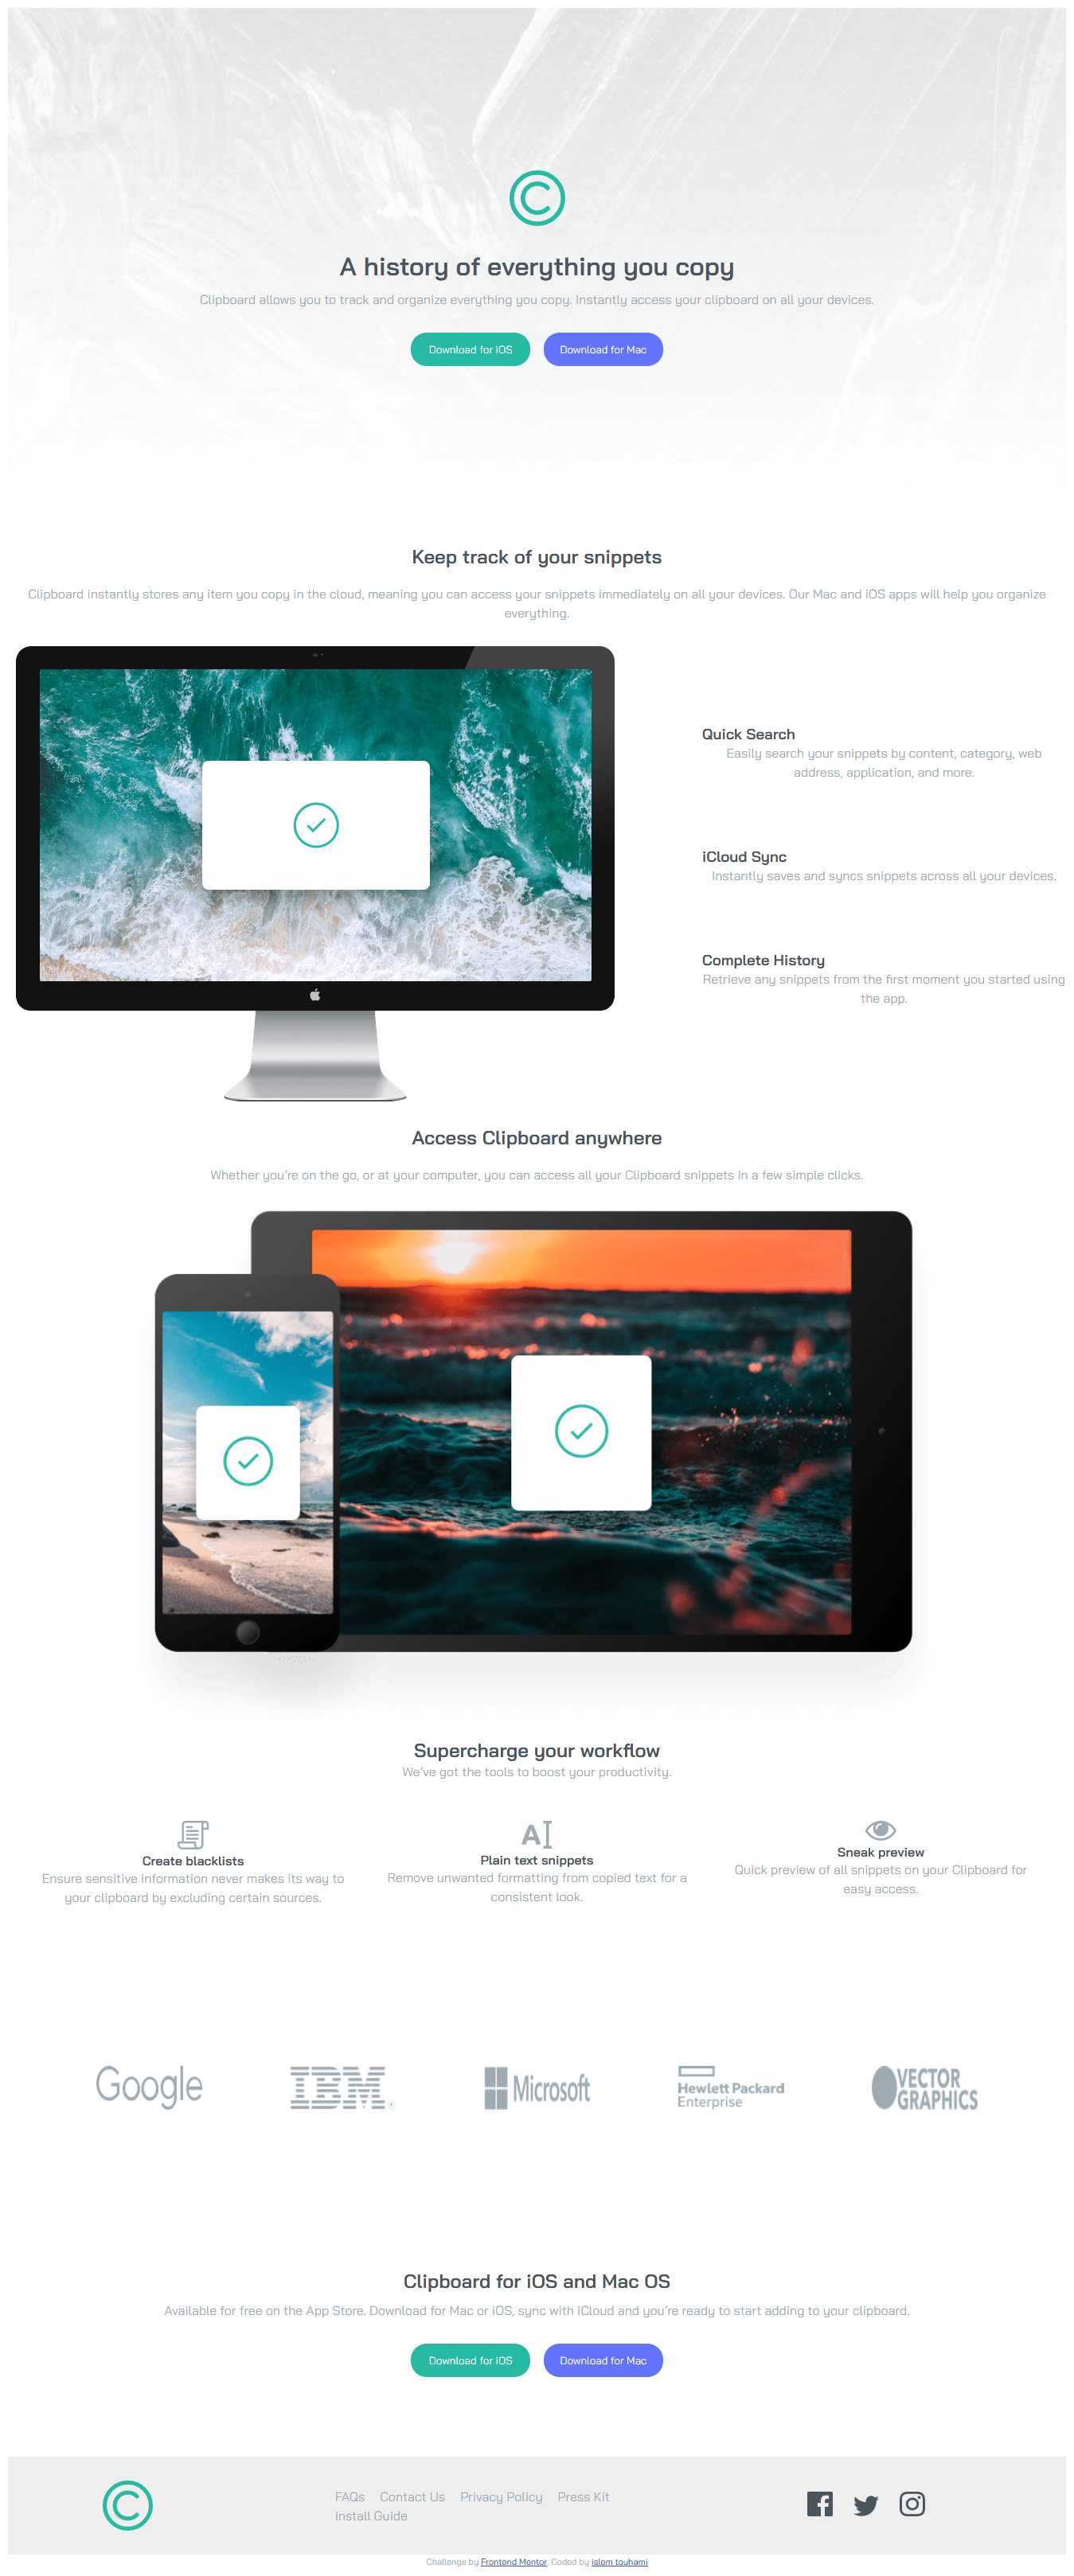 A history of everything you copy
Clipboard allows you to track and organize everything you copy. Instantly access your clipboard on all your devices.
Download for iOS
Download for Mac
Keep track of your snippets
Clipboard instantly stores any item you copy in the cloud, meaning you can access your snippets immediately on all your devices. Our Mac and iOS apps will help you organize
everything.
Quick Search
Easily search your snippets by content, category, web
address, application, and more.
iCloud Sync
Instantly saves and syncs snippets across all your devices.
Complete History
Retrieve any snippets from the first moment you started using
the app.
Access Clipboard anywhere
Whether you’re on the go, or at your computer, you can access all your Clipboard snippets in a few simple clicks.
Supercharge your workflow
We’ve got the tools to boost your productivity.
Create blacklists
Ensure sensitive information never makes its way to
your clipboard by excluding certain sources.
Plain text snippets
Remove unwanted formatting from copied text for a
consistent look.
Sneak preview
Quick preview of all snippets on your Clipboard for
easy access.
Google
IBM
Microsoft
Hewlett Packard
Enterprise
VECTOR
GRAPHICS
Clipboard for iOS and Mac OS
Available for free on the App Store. Download for Mac or iOS, sync with iCloud and you’re ready to start adding to your clipboard.
Download for iOS
Download for Mac
FAQs Contact Us Privacy Policy Press Kit
Install Guide
Challenge by Frontend Mentor. Coded by islem touhami